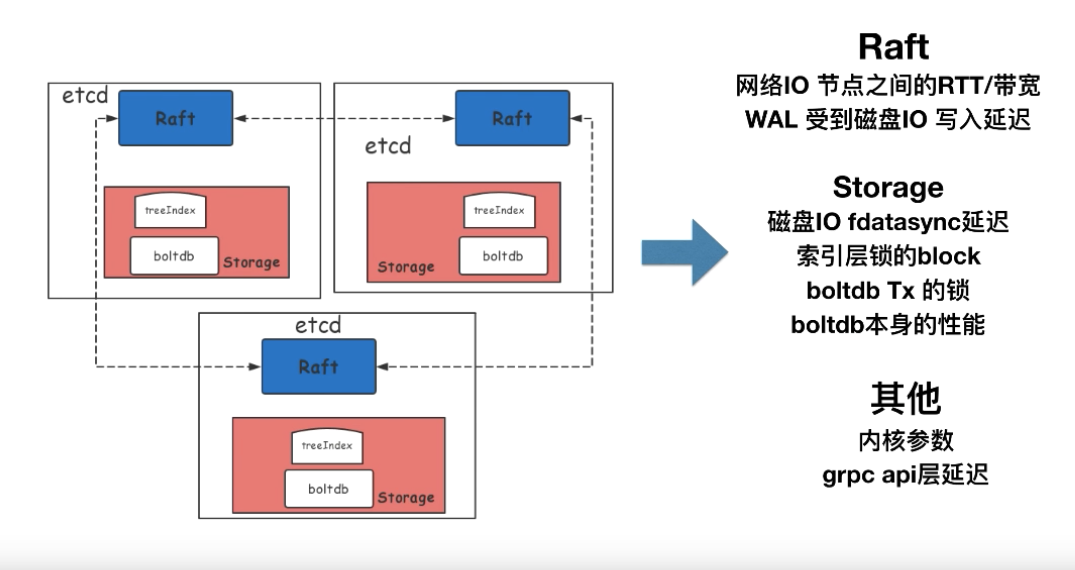 etcd
Raft
treeIndex
boltdb
Storage
Raft
etcd
treeIndex
boltdb
Storage
etcd
Raft
treeIndex
boltdb
Storage
Raft
网络IO 节点之间的RTT/带宽
WAL 受到磁盘IO 写入延迟
Storage
磁盘IO fdatasync延迟
索引层锁的block
boltdb Tx 的锁
boltdb本身的性能
其他
内核参数
grpc api层延迟